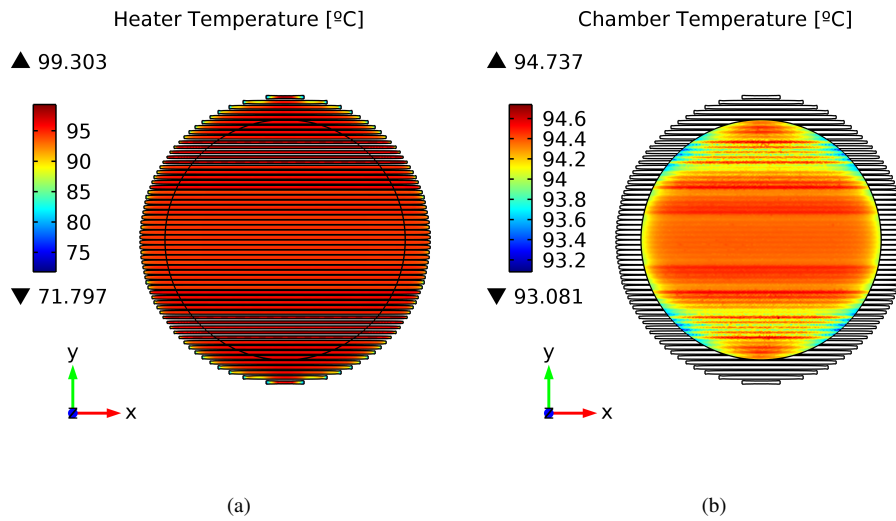 Heater Temperature [ºC]
▲ 99.303
95
90
85
80
75
▼ 71.797
y
z
x
(a)
Chamber Temperature [ºC]
▲ 94.737
94.6
94.4
94.2
94
93.8
93.6
93.4
93.2
▼ 93.081
y
z
x
(b)